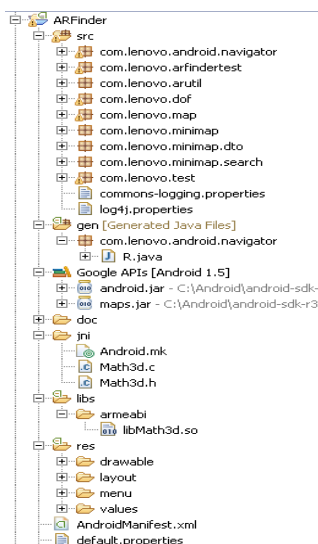 ARFinder
src
com.lenovo.android.navigator
com.lenovo.arfindertest
com.lenovo.arutil
com.lenovo.dof
com.lenovo.map
com.lenovo.minimap
com.lenovo.minimap.dto
com.lenovo.minimap.search
com.lenovo.test
commons-logging.properties
log4j.properties
gen [Generated Java Files]
com.lenovo.android.navigator
R.java
Google APIs [Android 1.5]
android.jar - C:\Android\android-sdk-
maps.jar - C:\Android\android-sdk-r3
doc
jni
Android.mk
Math3d.c
Math3d.h
libs
armeabi
libMath3d.so
res
drawable
layout
menu
values
AndroidManifest.xml
default.properties